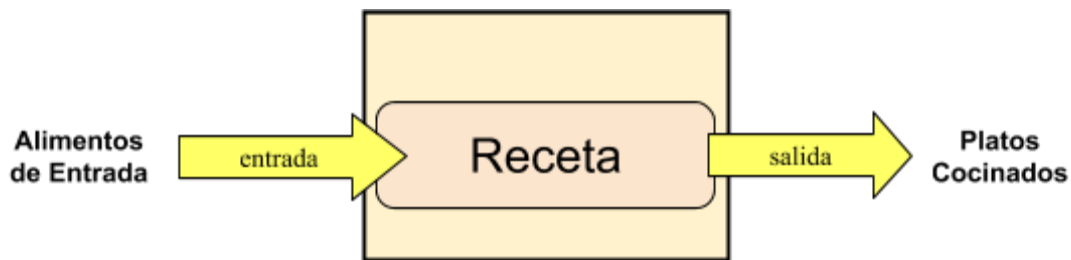 Alimentos
de Entrada
entrada
Receta
salida
Platos
Cocinados